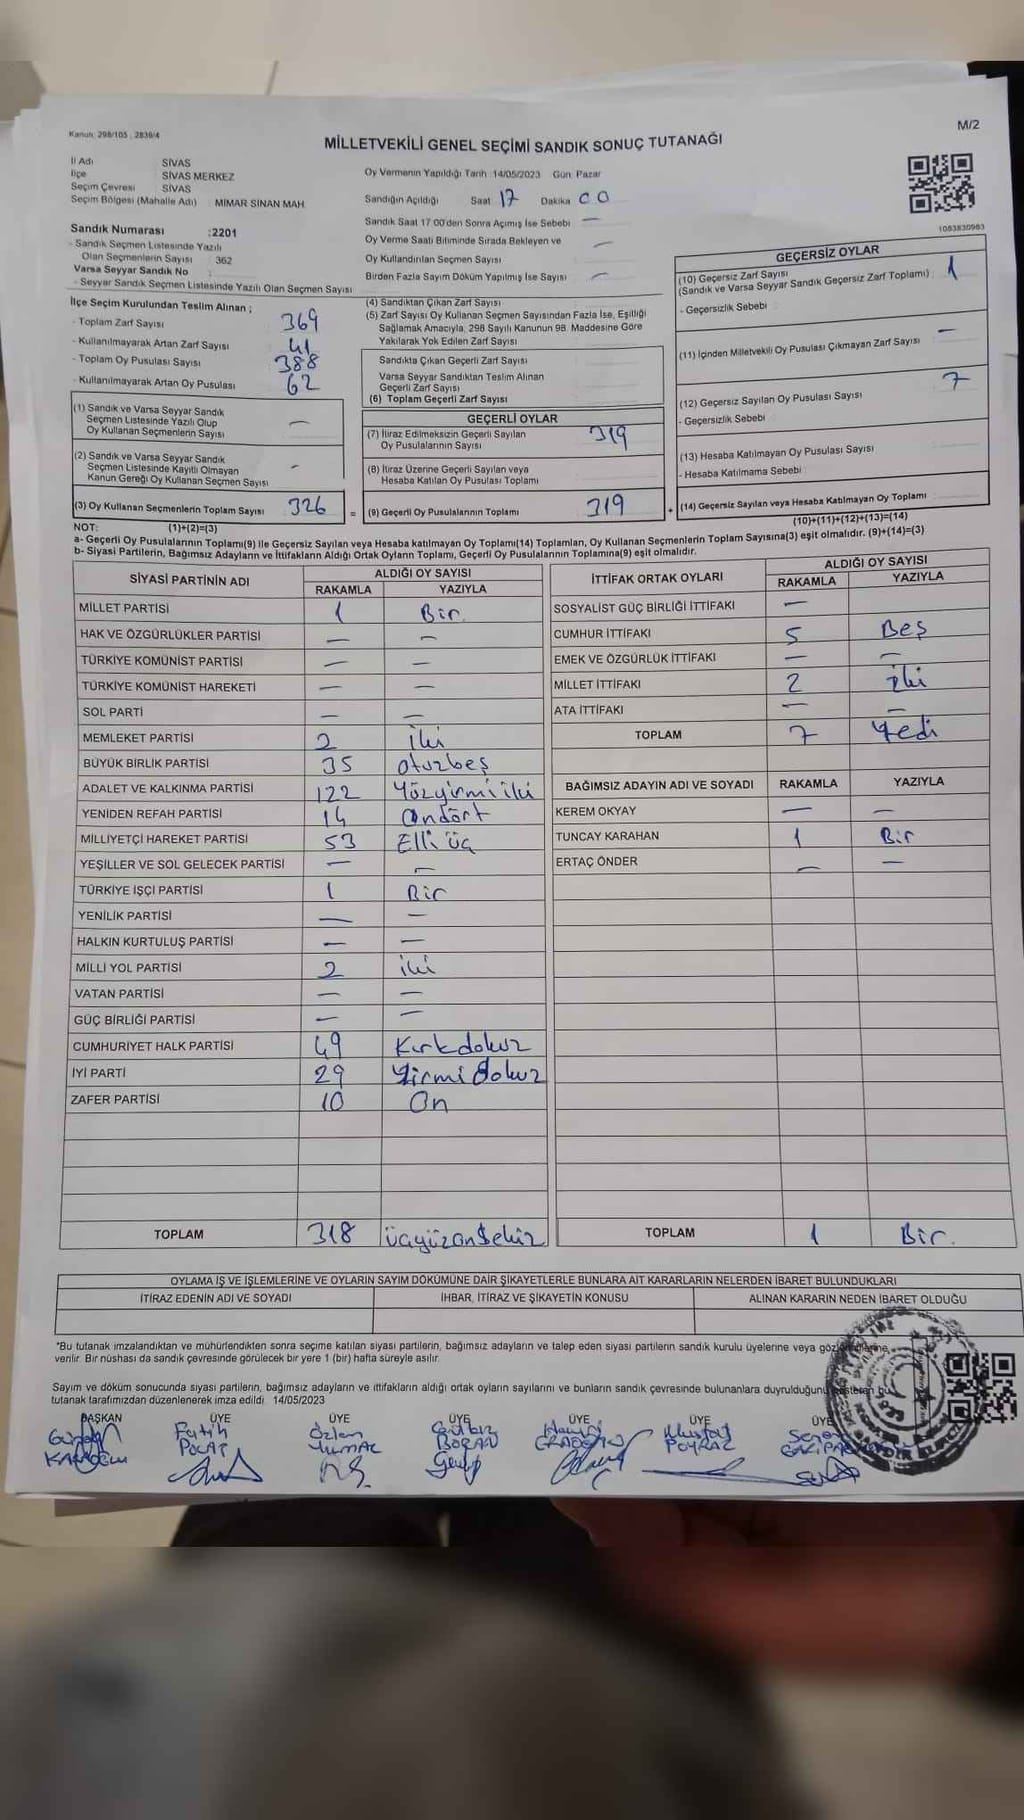 Kanun: 298/105 , 2839/4
M/2
MİLLETVEKİLİ GENEL SEÇİMİ SANDIK SONUÇ TUTANAĞI
İl Adı SİVAS
İlçe SİVAS MERKEZ
Seçim Çevresi SİVAS
Seçim Bölgesi (Mahalle Adı) MİMAR SİNAN MAH.
Sandık Numarası :2201
- Sandık Seçmen Listesinde Yazılı
Olan Seçmenlerin Sayısı : 362
Varsa Seyyar Sandık No :
- Seyyar Sandık Seçmen Listesinde Yazılı Olan Seçmen Sayısı
Oy Vermenin Yapıldığı Tarih 14/05/2023 Gün: Pazar
Sandığın Açıldığı Saat 17 Dakika 00
Sandık Saat 17 00'den Sonra Açımış İse Sebebi —
Oy Verme Saati Bitiminde Sırada Bekleyen ve
Oy Kullandırılan Seçmen Sayısı —
Birden Fazla Sayım Döküm Yapılmış İse Sayısı —
1083830983
İlçe Seçim Kurulundan Teslim Alınan ;
- Toplam Zarf Sayısı 369
- Kullanılmayarak Artan Zarf Sayısı 41
- Toplam Oy Pusulası Sayısı 388
- Kullanılmayarak Artan Oy Pusulası 62
(1) Sandık ve Varsa Seyyar Sandık
Seçmen Listesinde Yazılı Olup
Oy Kullanan Seçmenlerin Sayısı —
(2) Sandık ve Varsa Seyyar Sandık
Seçmen Listesinde Kayıtlı Olmayan
Kanun Gereği Oy Kullanan Seçmen Sayısı -
(3) Oy Kullanan Seçmenlerin Toplam Sayısı 326 =
(4) Sandıktan Çıkan Zarf Sayısı
(5) Zarf Sayısı Oy Kullanan Seçmen Sayısından Fazla İse, Eşitliği
Sağlamak Amacıyla, 298 Sayılı Kanunun 98. Maddesine Göre
Yakılarak Yok Edilen Zarf Sayısı
Sandıkta Çıkan Geçerli Zarf Sayısı
Varsa Seyyar Sandıktan Teslim Alınan
Geçerli Zarf Sayısı
(6) Toplam Geçerli Zarf Sayısı
GEÇERLİ OYLAR
(7) İtiraz Edilmeksizin Geçerli Sayılan
Oy Pusulalarının Sayısı 319
(8) İtiraz Üzerine Geçerli Sayılan veya
Hesaba Katılan Oy Pusulası Toplamı
(9) Geçerli Oy Pusulalarının Toplamı 319 +
GEÇERSİZ OYLAR
(10) Geçersiz Zarf Sayısı
(Sandık ve Varsa Seyyar Sandık Geçersiz Zarf Toplamı) : 1
- Geçersizlik Sebebi :
(11) İçinden Milletvekili Oy Pusulası Çıkmayan Zarf Sayısı —
(12) Geçersiz Sayılan Oy Pusulası Sayısı 7
- Geçersizlik Sebebi :
(13) Hesaba Katılmayan Oy Pusulası Sayısı
- Hesaba Katılmama Sebebi :
(14) Geçersiz Sayılan veya Hesaba Katılmayan Oy Toplamı
(10)+(11)+(12)+(13)=(14)
NOT: (1)+(2)=(3)
a- Geçerli Oy Pusulalarının Toplamı(9) ile Geçersiz Sayılan veya Hesaba katılmayan Oy Toplamı(14) Toplamları, Oy Kullanan Seçmenlerin Toplam Sayısına(3) eşit olmalıdır. (9)+(14)=(3)
b- Siyasi Partilerin, Bağımsız Adayların ve İttifakların Aldığı Ortak Oyların Toplamı, Geçerli Oy Pusulalarının Toplamına(9) eşit olmalıdır.
SİYASİ PARTİNİN ADI ALDIĞI OY SAYISI
RAKAMLA YAZIYLA
MİLLET PARTİSİ 1 Bir.
HAK VE ÖZGÜRLÜKLER PARTİSİ — —
TÜRKİYE KOMÜNİST PARTİSİ — —
TÜRKİYE KOMÜNİST HAREKETİ — —
SOL PARTİ — —
MEMLEKET PARTİSİ 2 İki
BÜYÜK BİRLİK PARTİSİ 35 otuzbeş
ADALET VE KALKINMA PARTİSİ 122 Yüzyirmi iki
YENİDEN REFAH PARTİSİ 14 Ondört
MİLLİYETÇİ HAREKET PARTİSİ 53 Elli üç
YEŞİLLER VE SOL GELECEK PARTİSİ — —
TÜRKİYE İŞÇİ PARTİSİ 1 Bir
YENİLİK PARTİSİ — —
HALKIN KURTULUŞ PARTİSİ — —
MİLLİ YOL PARTİSİ 2 iki
VATAN PARTİSİ — —
GÜÇ BİRLİĞİ PARTİSİ — —
CUMHURİYET HALK PARTİSİ 49 Kırkdokuz
İYİ PARTİ 29 Yirmi Dokuz
ZAFER PARTİSİ 10 On
TOPLAM 318 üçyüzonsekiz
İTTİFAK ORTAK OYLARI ALDIĞI OY SAYISI
RAKAMLA YAZIYLA
SOSYALİST GÜÇ BİRLİĞİ İTTİFAKI —
CUMHUR İTTİFAKI 5 Beş
EMEK VE ÖZGÜRLÜK İTTİFAKI — —
MİLLET İTTİFAKI 2 İki
ATA İTTİFAKI — —
TOPLAM 7 Yedi
BAĞIMSIZ ADAYIN ADI VE SOYADI RAKAMLA YAZIYLA
KEREM OKYAY — —
TUNCAY KARAHAN 1 Bir
ERTAÇ ÖNDER — —
TOPLAM 1 Bir.
OYLAMA İŞ VE İŞLEMLERİNE VE OYLARIN SAYIM DÖKÜMÜNE DAİR ŞİKAYETLERLE BUNLARA AİT KARARLARIN NELERDEN İBARET BULUNDUKLARI
İTİRAZ EDENİN ADI VE SOYADI İHBAR, İTİRAZ VE ŞİKAYETİN KONUSU ALINAN KARARIN NEDEN İBARET OLDUĞU
*Bu tutanak imzalandıktan ve mühürlendikten sonra seçime katılan siyasi partilerin, bağımsız adayların ve talep eden siyasi partilerin sandık kurulu üyelerine veya
verilir. Bir nüshası da sandık çevresinde görülecek bir yere 1 (bir) hafta süreyle asılır.
Sayım ve döküm sonucunda siyasi partilerin, bağımsız adayların ve ittifakların aldığı ortak oyların sayılarını ve bunların sandık çevresinde bulunanlara duyurulduğunu gösteren bu
tutanak tarafımızdan düzenlenerek imza edildi. 14/05/2023
BAŞKAN ÜYE ÜYE ÜYE ÜYE ÜYE ÜYE
Fatih Özlem Mustafa
POLAT BORAN POYRAZ